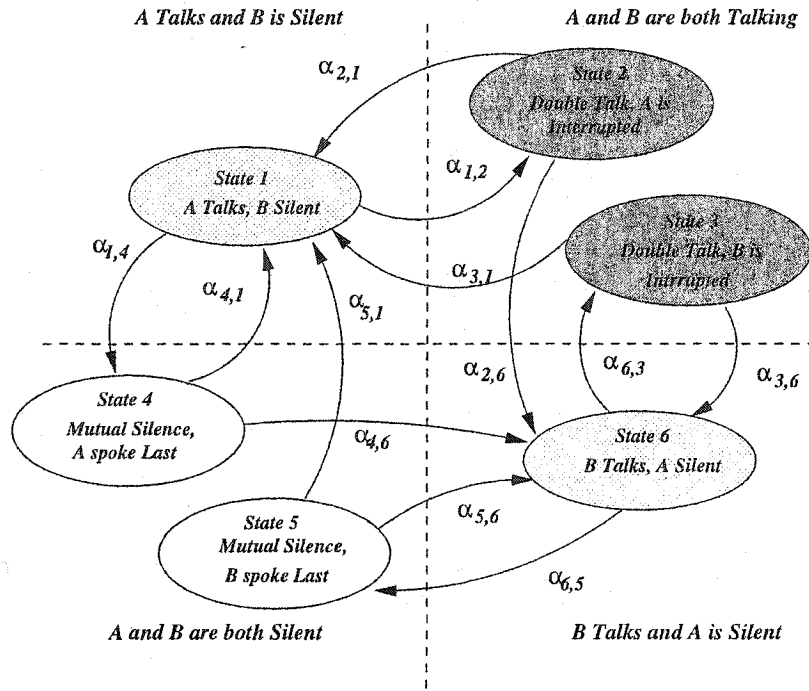 A Talks and B is Silent
A and B are both Talking
α2,1
State 2
Double Talk, A is
Interrupted
State 1
A Talks, B Silent
α1,2
State 3
Double Talk, B is
Intrrupted
α1,4
α4,1
α5,1
α3,1
α2,6
α6,3
α3,6
State 4
Mutual Silence,
A spoke Last
α4,6
State 6
B Talks, A Silent
State 5
Mutual Silence,
B spoke Last
α5,6
α6,5
A and B are both Silent
B Talks and A is Silent